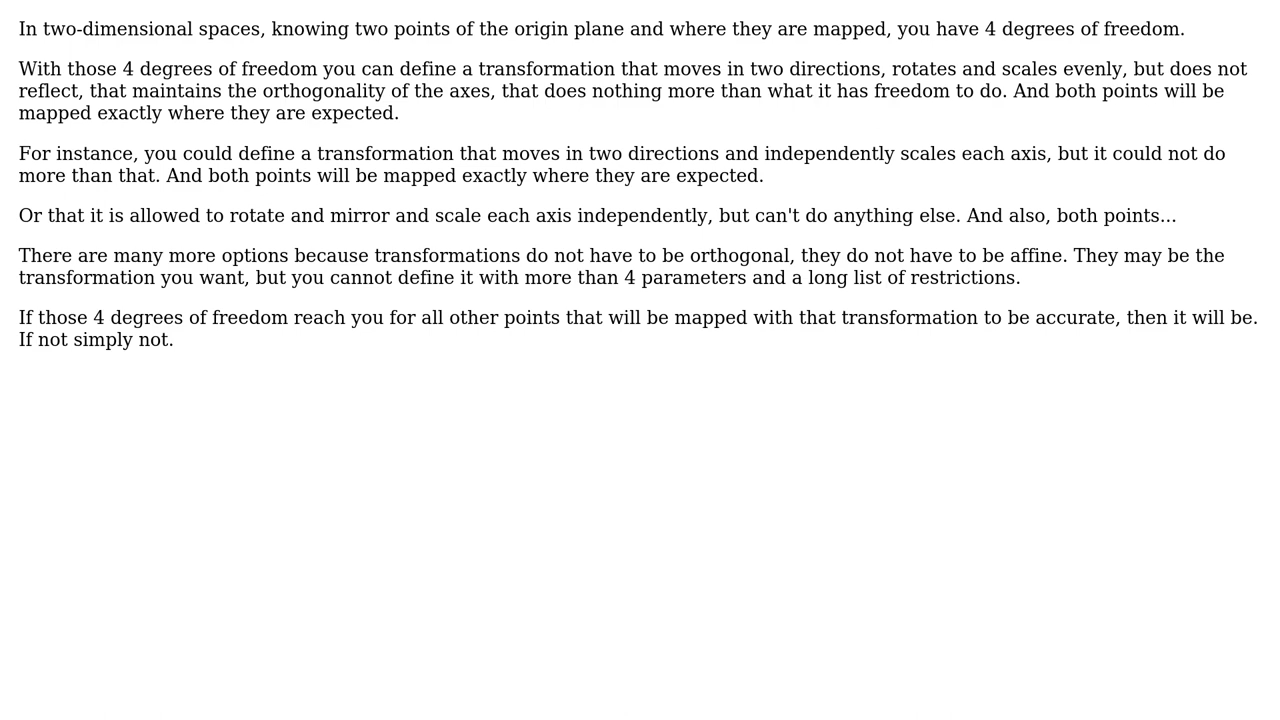 In two-dimensional spaces, knowing two points of the origin plane and where they are mapped, you have 4 degrees of freedom.
With those 4 degrees of freedom you can define a transformation that moves in two directions, rotates and scales evenly, but does not
reflect, that maintains the orthogonality of the axes, that does nothing more than what it has freedom to do. And both points will be
mapped exactly where they are expected.
For instance, you could define a transformation that moves in two directions and independently scales each axis, but it could not do
more than that. And both points will be mapped exactly where they are expected.
Or that it is allowed to rotate and mirror and scale each axis independently, but can't do anything else. And also, both points...
There are many more options because transformations do not have to be orthogonal, they do not have to be affine. They may be the
transformation you want, but you cannot define it with more than 4 parameters and a long list of restrictions.
If those 4 degrees of freedom reach you for all other points that will be mapped with that transformation to be accurate, then it will be.
If not simply not.